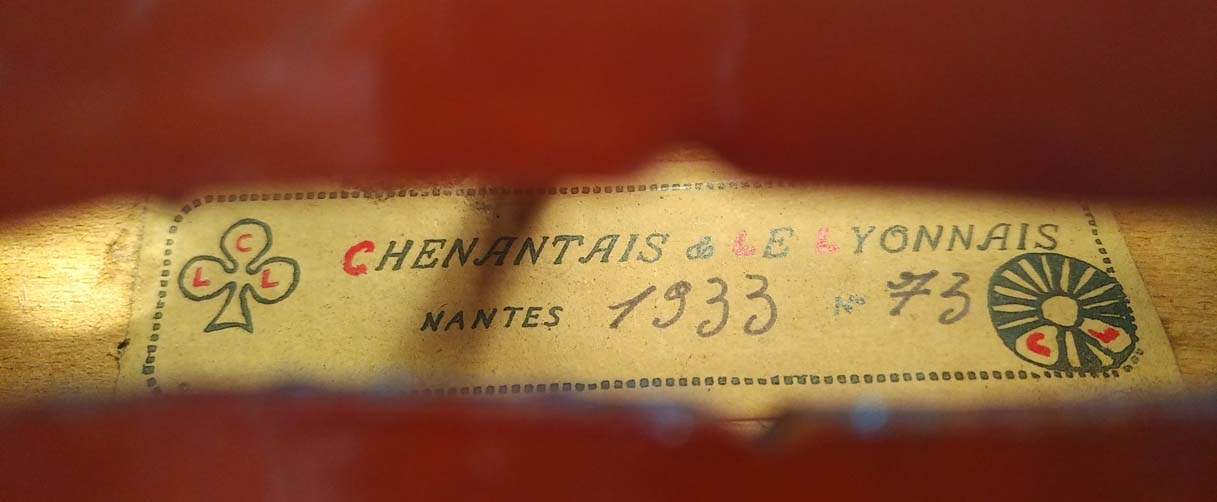 C
L L
CHENANTAIS & LE LYONNAIS
NANTES 1933 No 73
C L